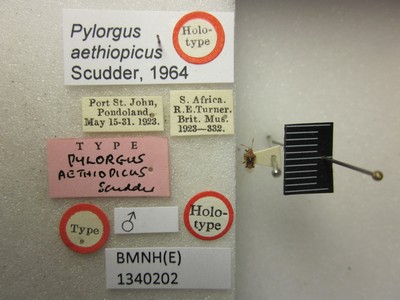 Pylorgus
aethiopicus
Scudder, 1964
Holo-
type
Port St. John,
Pondoland,
May 15-31. 1923.
S. Africa.
R.E. Turner.
Brit. Mus.
1923—332.
TYPE
PYLORGUS
AETHIOPICUS
Scudder
Type
♂
Holo-
type
BMNH(E)
1340202